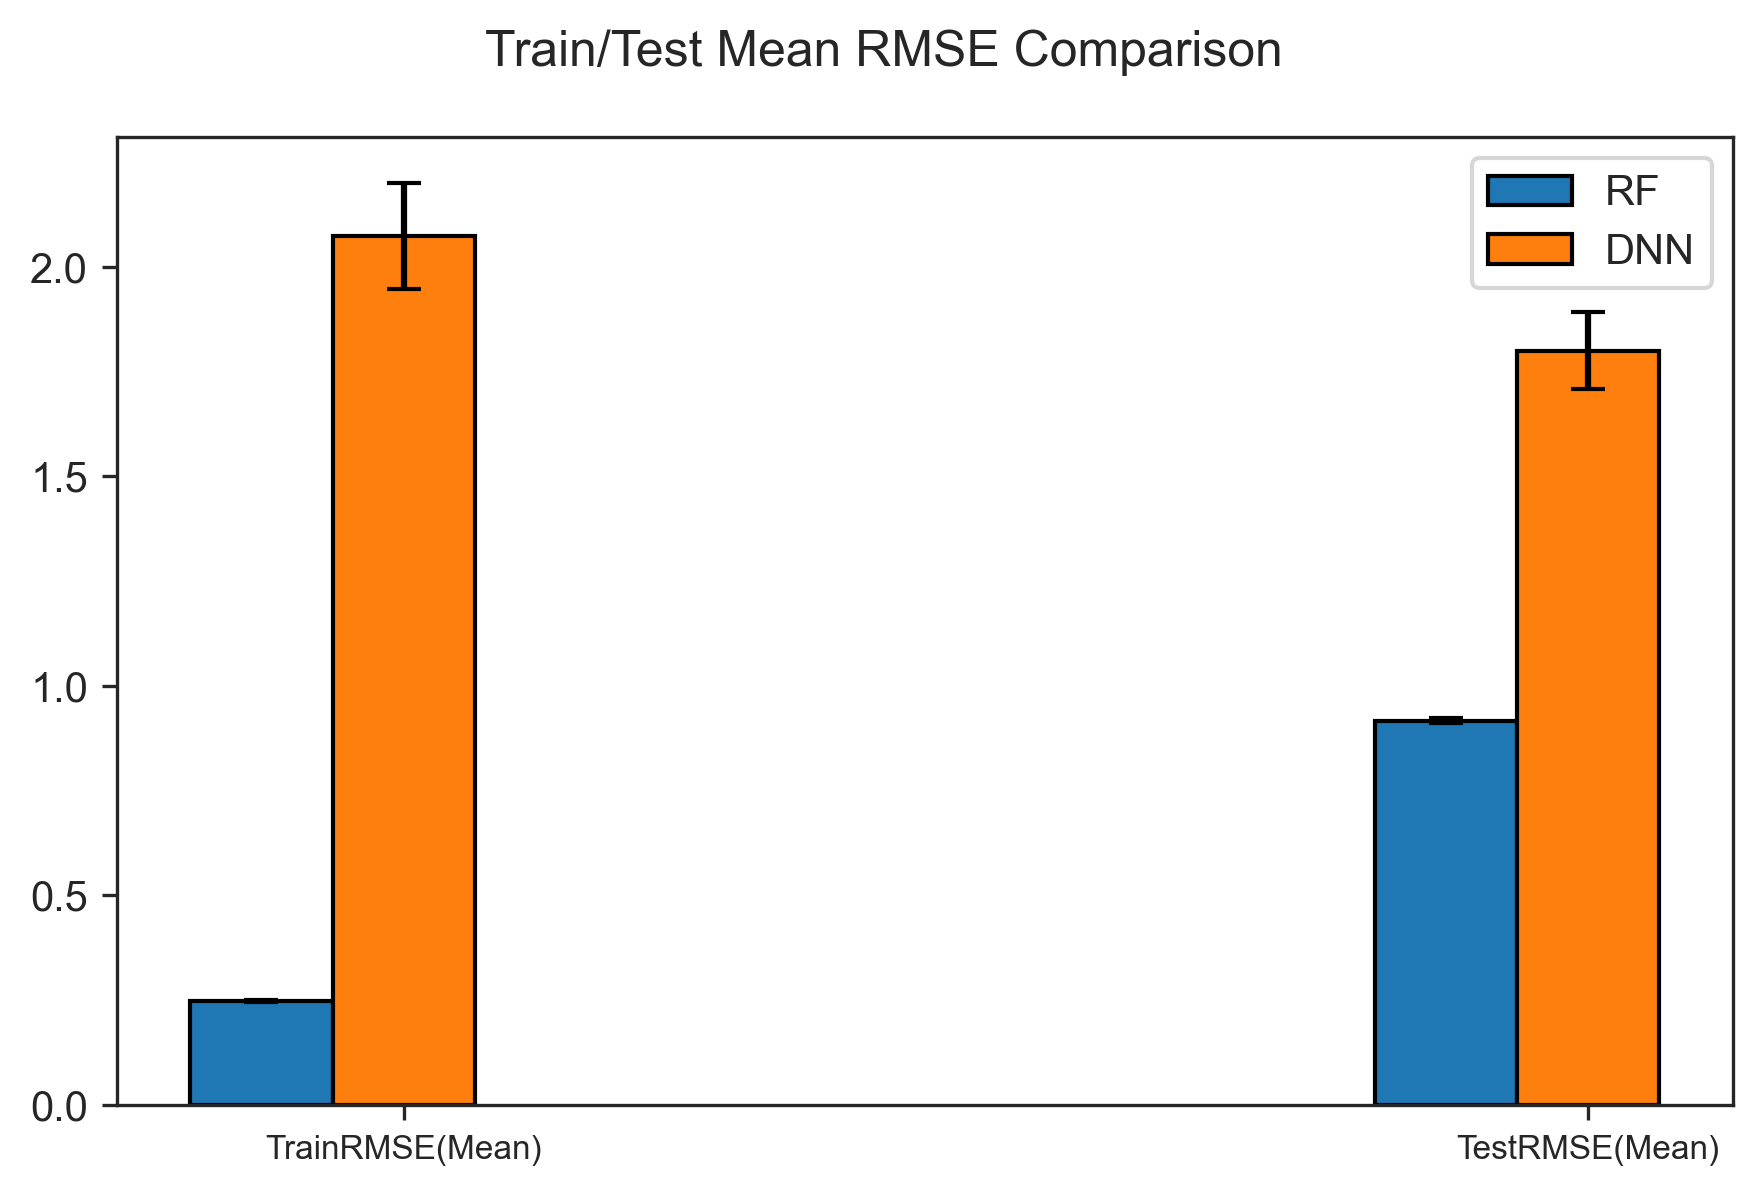 Train/Test Mean RMSE Comparison
RF
DNN
2.0
1.5
1.0
0.5
0.0
TrainRMSE(Mean)
TestRMSE(Mean)